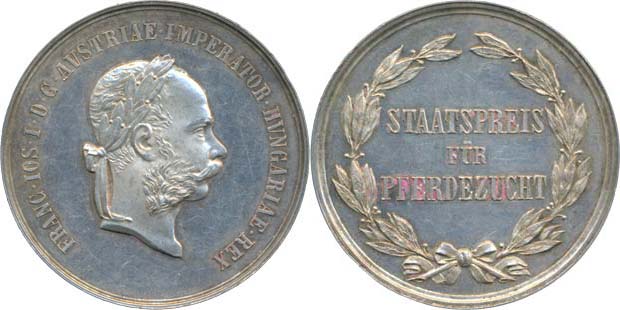 FRANC·IOS·I·D·G·AVSTRIAE·IMPERATOR·HVNGARIAE·REX
STAATSPREIS
FÜR
PFERDEZUCHT